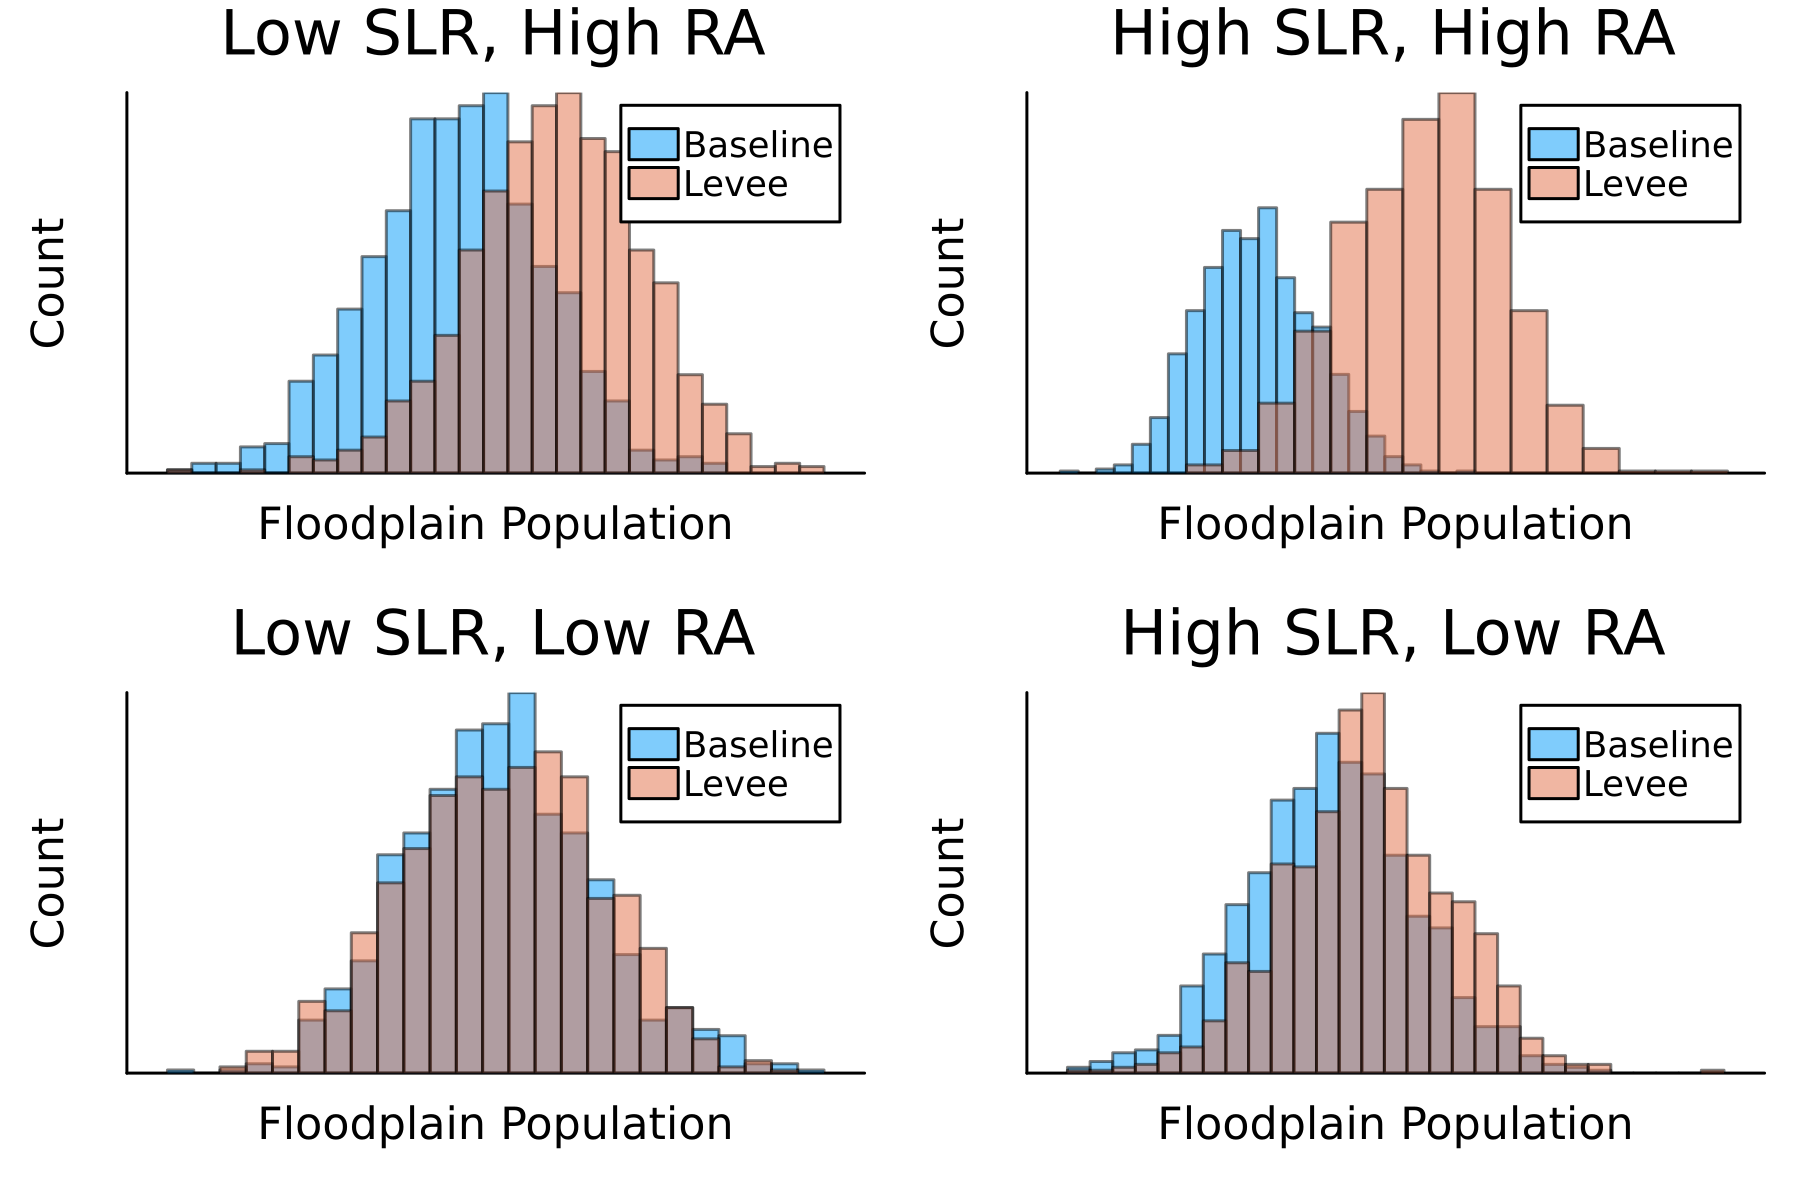 Low SLR, High RA
Count
Baseline
Levee
Floodplain Population
High SLR, High RA
Count
Baseline
Levee
Floodplain Population
Low SLR, Low RA
Count
Baseline
Levee
Floodplain Population
High SLR, Low RA
Count
Baseline
Levee
Floodplain Population